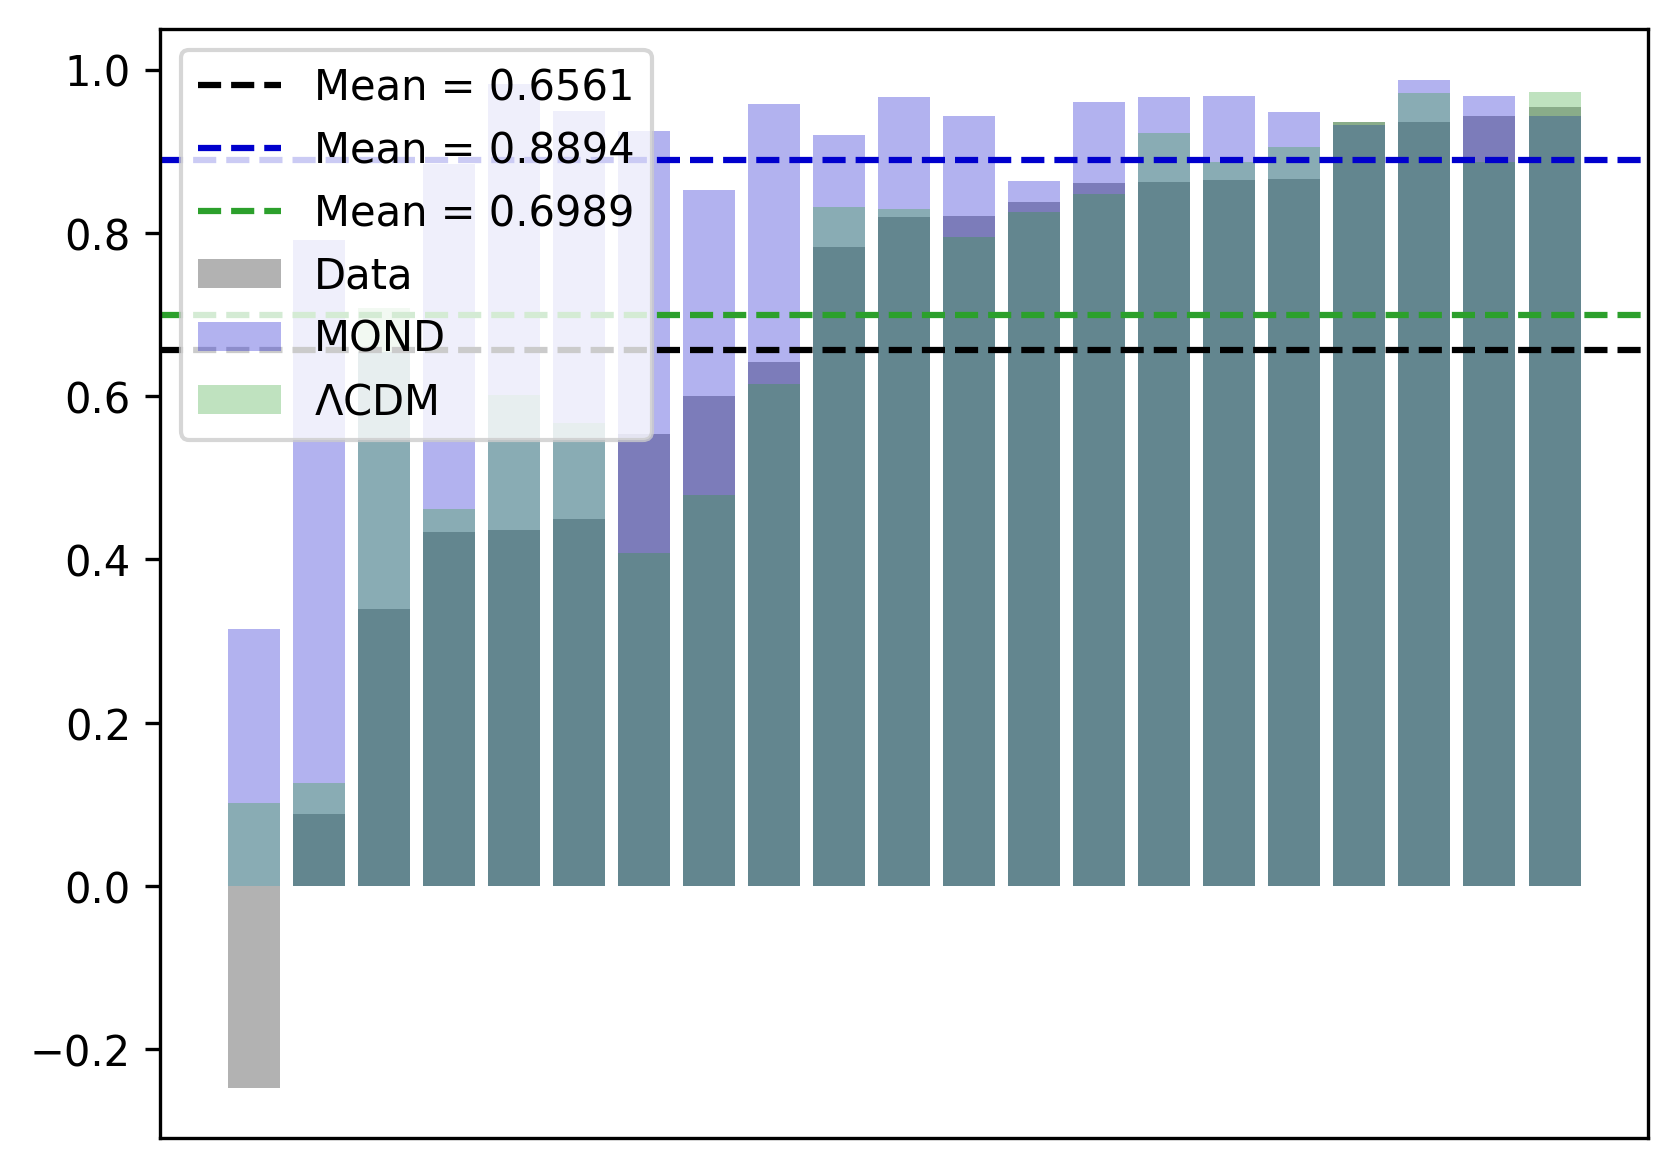 1.0
0.8
0.6
0.4
0.2
0.0
−0.2
Mean = 0.6561
Mean = 0.8894
Mean = 0.6989
Data
MOND
ΛCDM